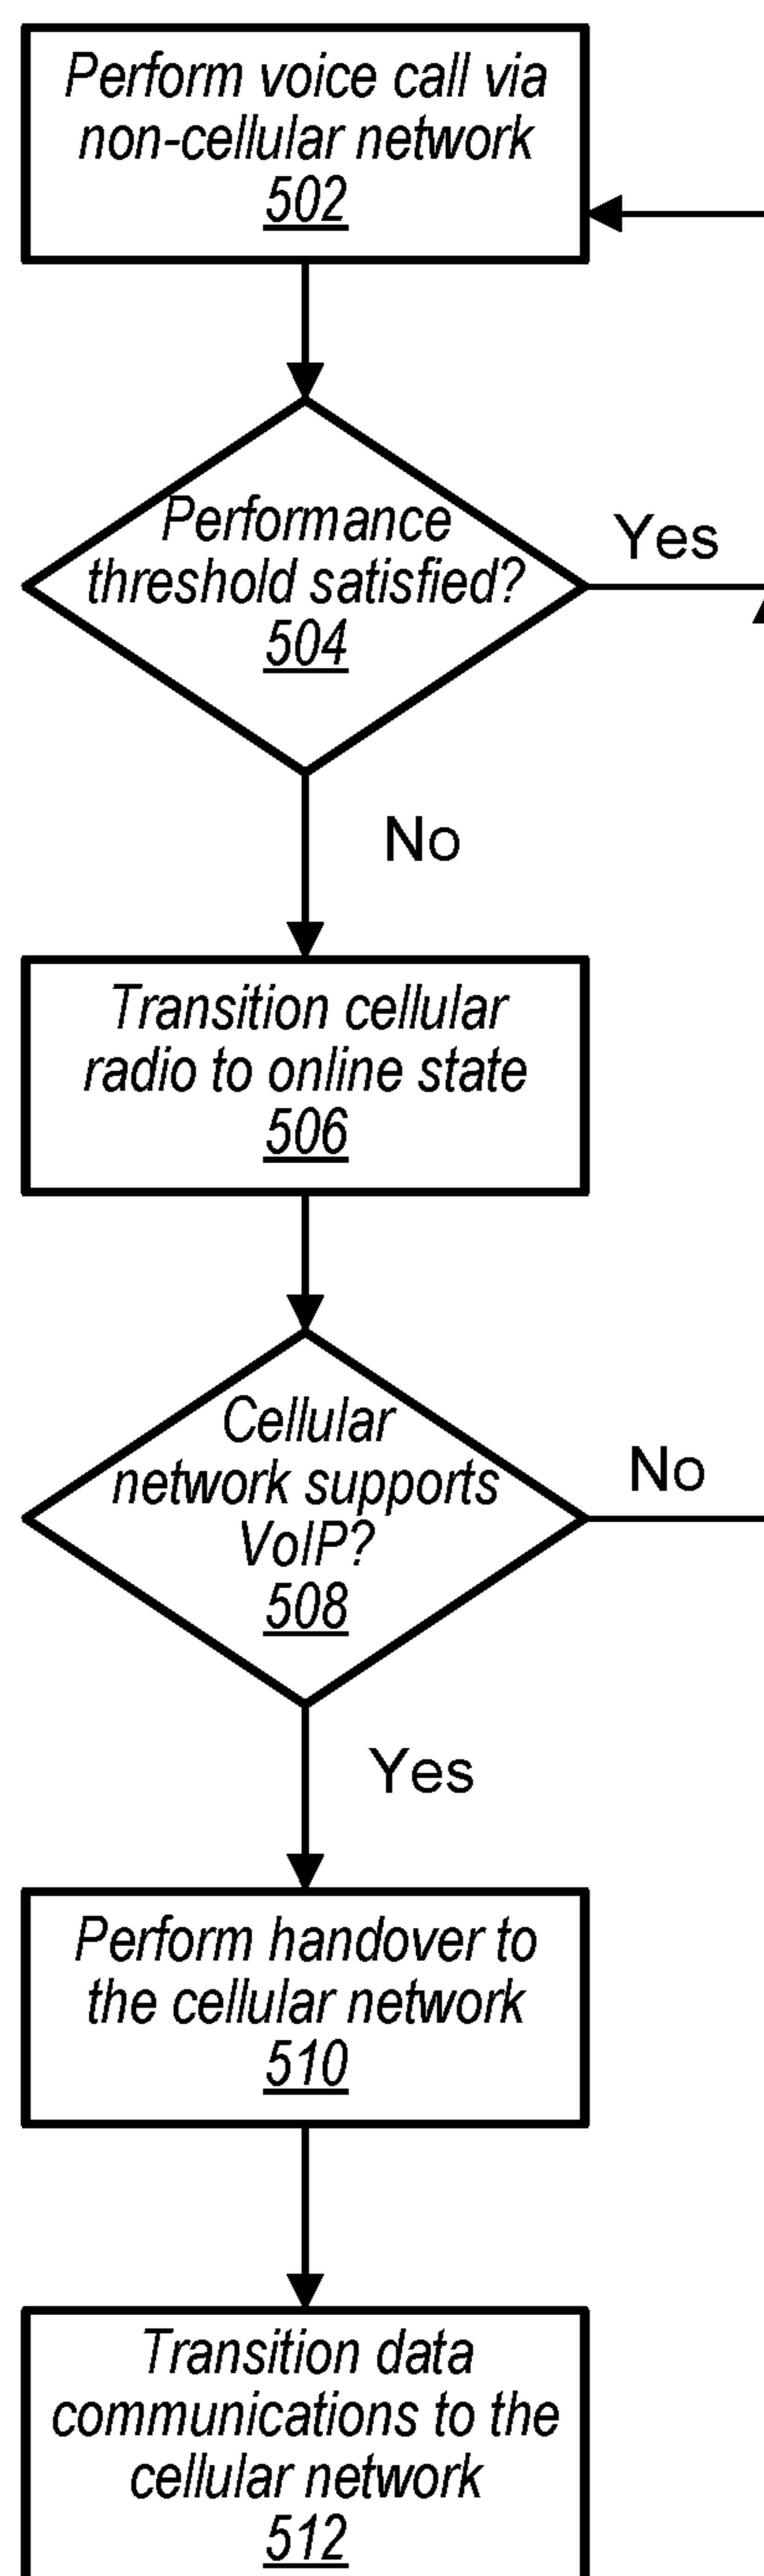 Perform voice call via
non-cellular network
502
Performance
threshold satisfied?
504
Yes
No
Transition cellular
radio to online state
506
Cellular
network supports
VoIP?
508
No
Yes
Perform handover to
the cellular network
510
Transition data
communications to the
cellular network
512